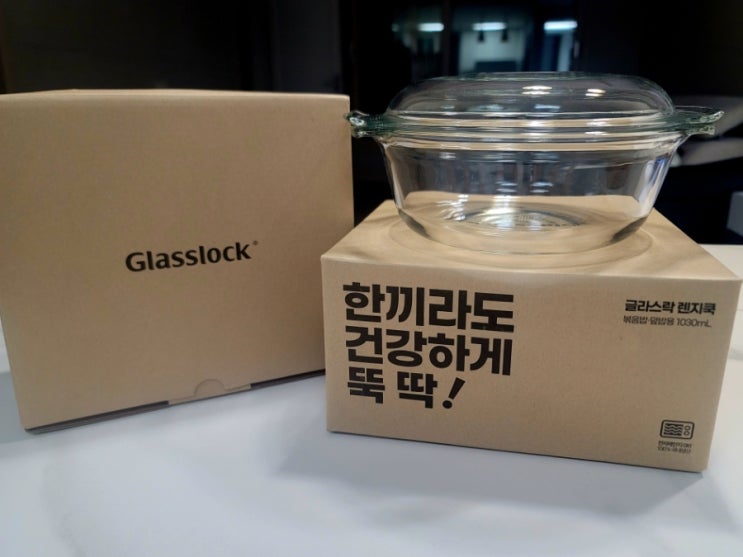 Glasslock®
한끼라도
건강하게
뚝 딱!
글라스락 렌지쿡
볶음밥·덮밥용 1030mL